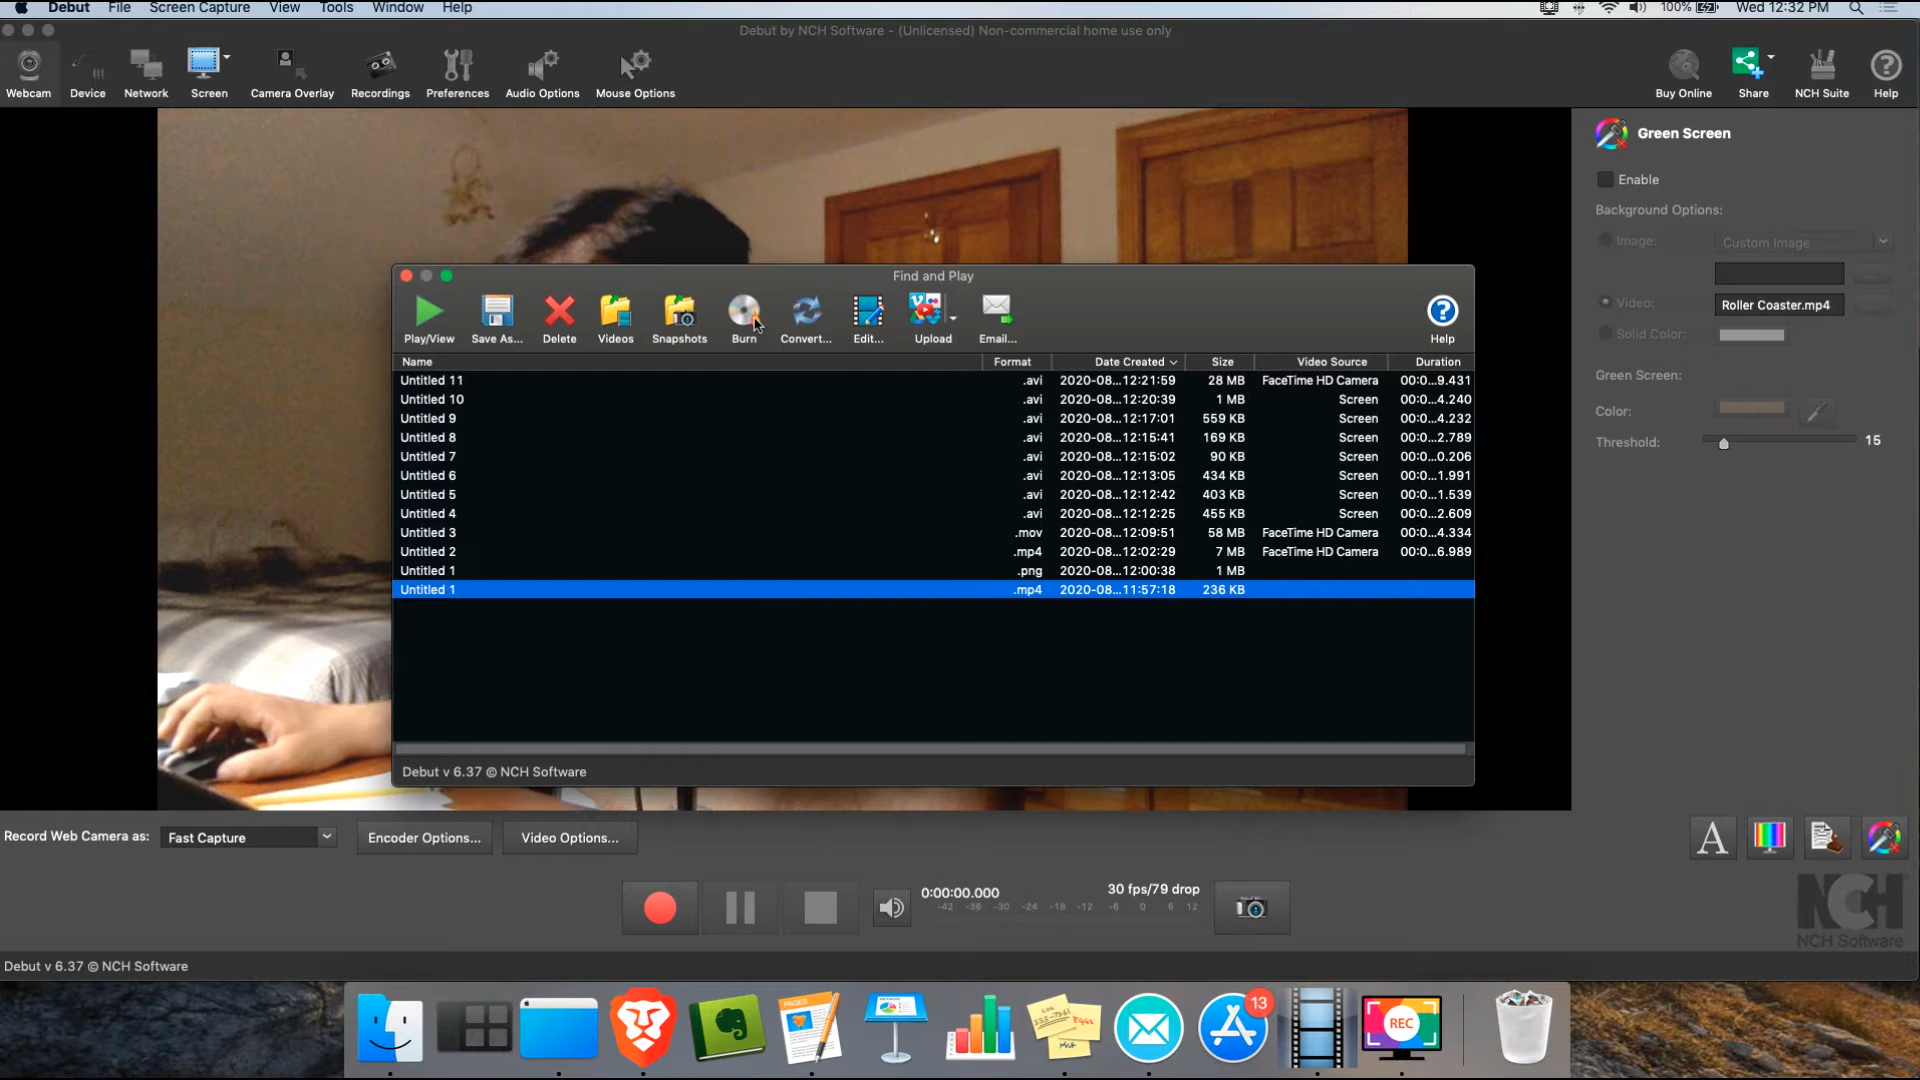 Debut File Screen Capture View Tools Window Help 100% Wed 12:32 PM
Debut by NCH Software - (Unlicensed) Non-commercial home use only
Webcam Device Network Screen Camera Overlay Recordings Preferences Audio Options Mouse Options Buy Online Share NCH Suite Help
Green Screen
Enable
Background Options:
Image: Custom Image
Video: Roller Coaster.mp4
Solid Color:
Green Screen:
Color:
Threshold: 15
Find and Play
Play/View Save As... Delete Videos Snapshots Burn Convert... Edit... Upload Email... Help
Name Format Date Created Size Video Source Duration
Untitled 11 .avi 2020-08...12:21:59 28 MB FaceTime HD Camera 00:0...9.431
Untitled 10 .avi 2020-08...12:20:39 1 MB Screen 00:0...4.240
Untitled 9 .avi 2020-08...12:17:01 559 KB Screen 00:0...4.232
Untitled 8 .avi 2020-08...12:15:41 169 KB Screen 00:0...2.789
Untitled 7 .avi 2020-08...12:15:02 90 KB Screen 00:0...0.206
Untitled 6 .avi 2020-08...12:13:05 434 KB Screen 00:0...1.991
Untitled 5 .avi 2020-08...12:12:42 403 KB Screen 00:0...1.539
Untitled 4 .avi 2020-08...12:12:25 455 KB Screen 00:0...2.609
Untitled 3 .mov 2020-08...12:09:51 58 MB FaceTime HD Camera 00:0...4.334
Untitled 2 .mp4 2020-08...12:02:29 7 MB FaceTime HD Camera 00:0...6.989
Untitled 1 .png 2020-08...12:00:38 1 MB
Untitled 1 .mp4 2020-08...11:57:18 236 KB
Debut v 6.37 © NCH Software
Record Web Camera as: Fast Capture Encoder Options... Video Options...
A
0:00:00.000 30 fps/79 drop
-42 -36 -30 -24 -18 -12 -6 0 6 12
NCH
NCH Software
Debut v 6.37 © NCH Software
PAGES
555-7361
EGGS
MILK
13
REC